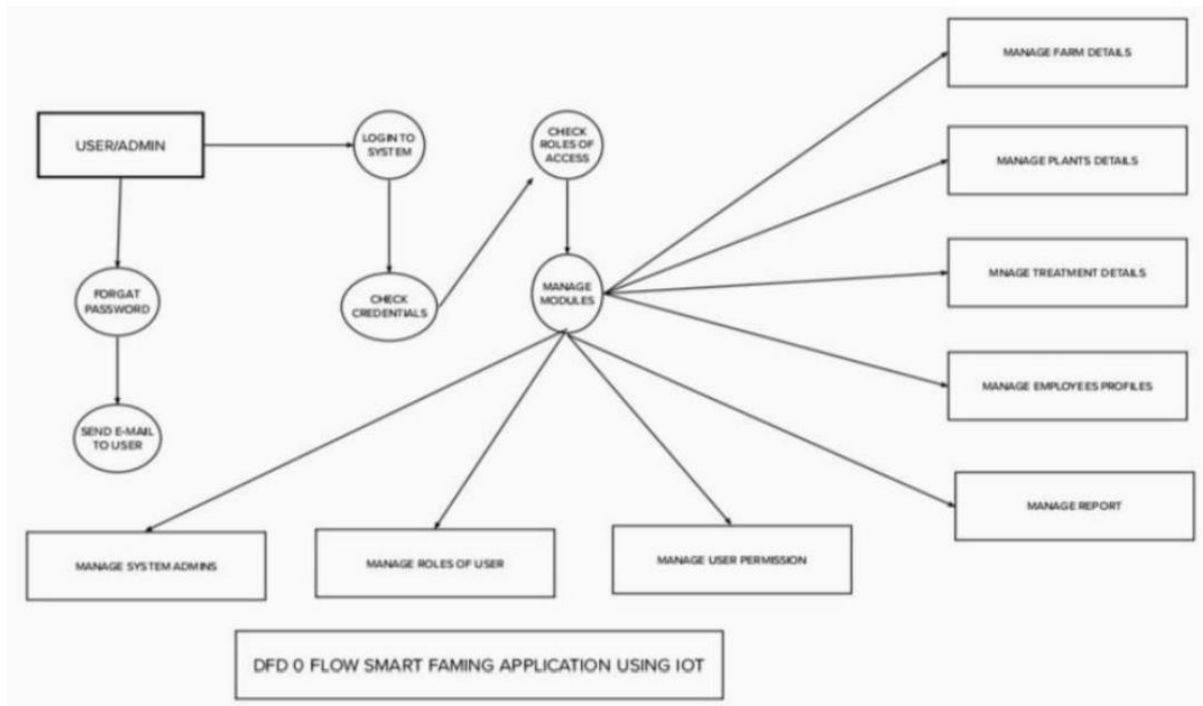 MANAGE FARM DETAILS
USER/ADMIN
LOGIN TO
SYSTEM
CHECK
ROLES OF
ACCESS
MANAGE PLANTS DETAILS
FORGAT
PASSWORD
CHECK
CREDENTIALS
MANAGE
MODULES
MNAGE TREATMENT DETAILS
MANAGE EMPLOYEES PROFILES
SEND E-MAIL
TO USER
MANAGE REPORT
MANAGE SYSTEM ADMINS
MANAGE ROLES OF USER
MANAGE USER PERMISSION
DFD 0 FLOW SMART FAMING APPLICATION USING IOT